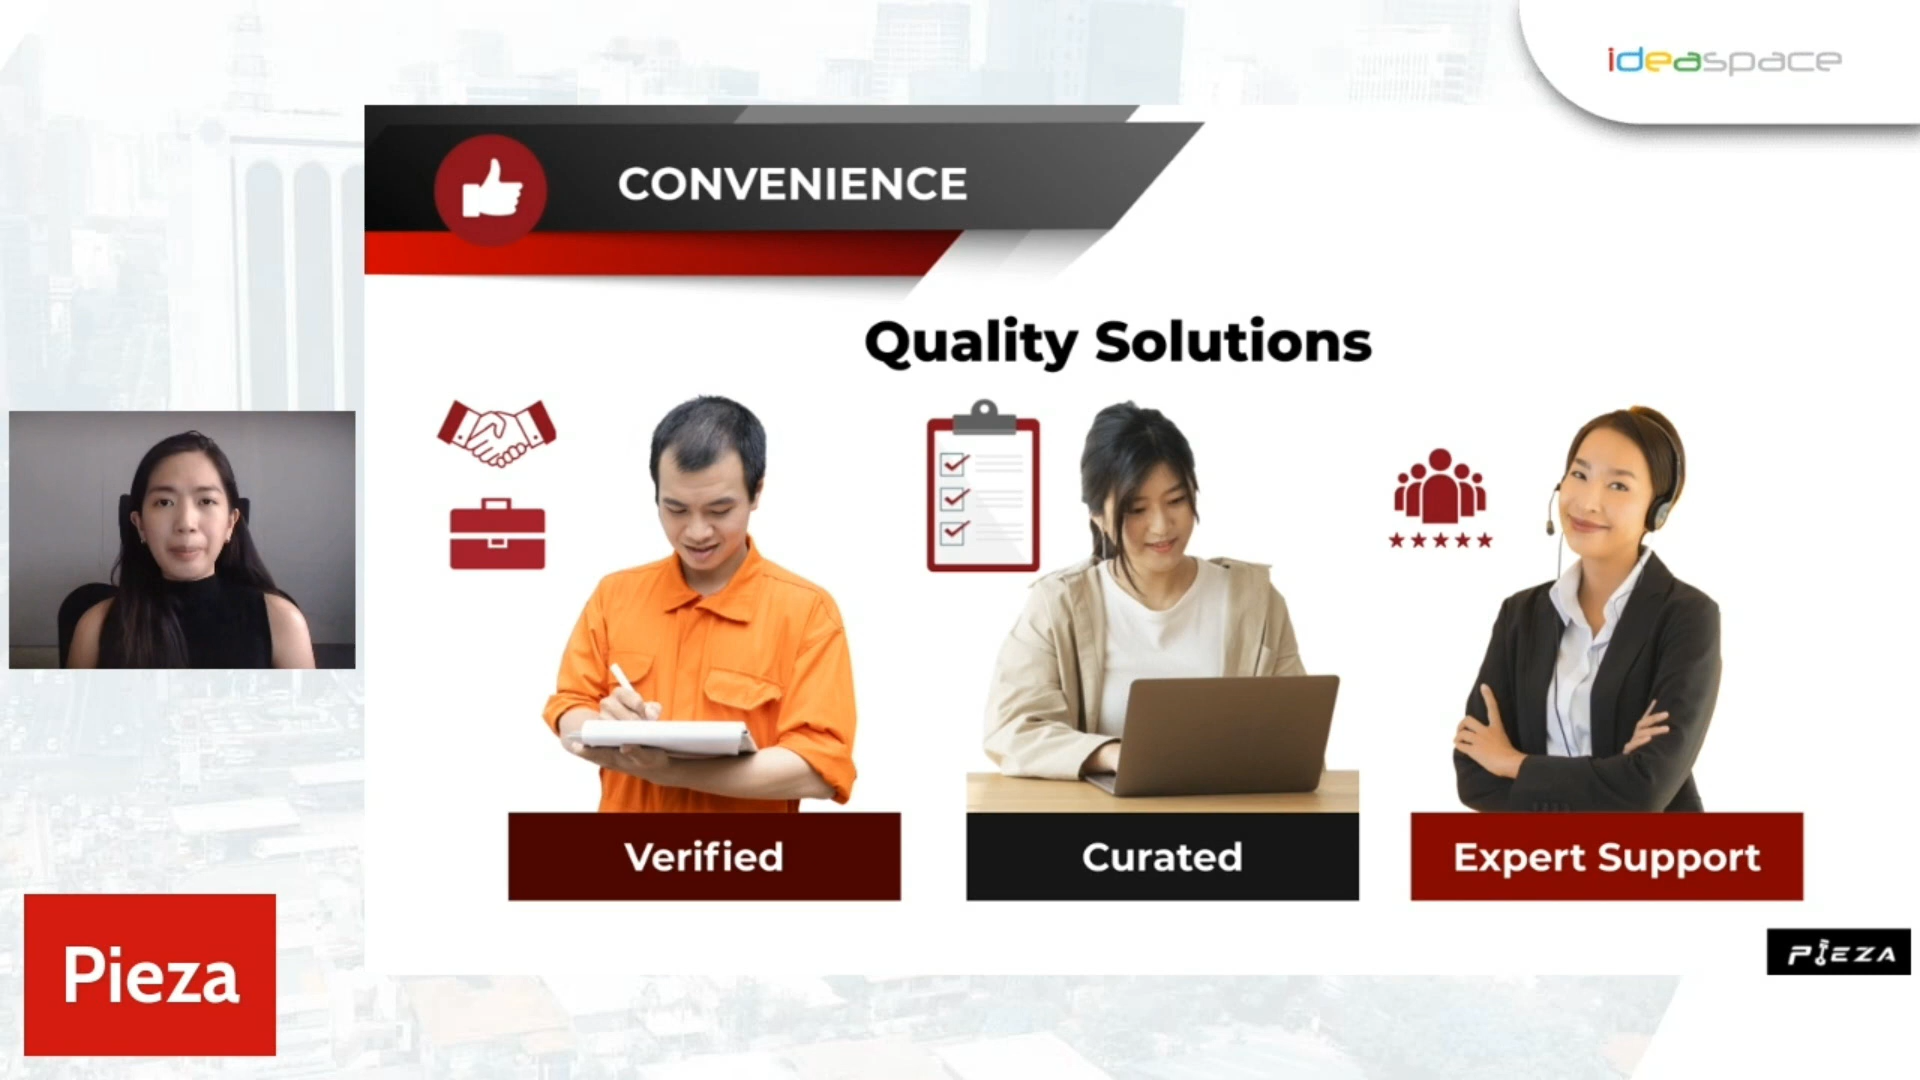 ideaspace
CONVENIENCE
Quality Solutions
Verified
Curated
Expert Support
PIEZA
Pieza